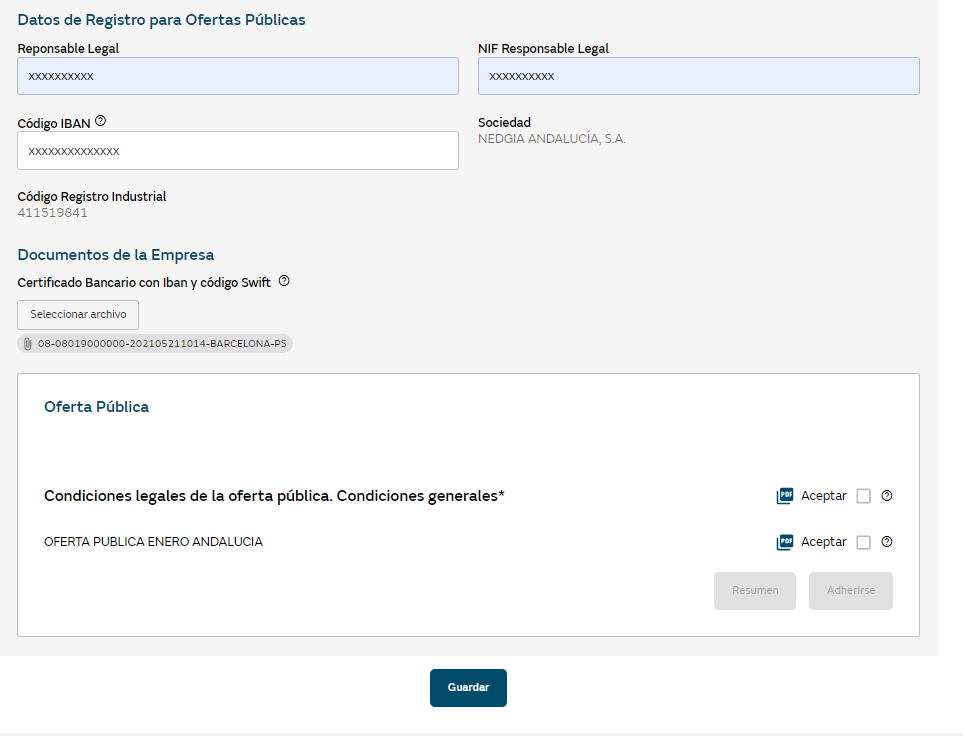 Datos de Registro para Ofertas Públicas
Reponsable Legal
NIF Responsable Legal
xxxxxxxxxx
xxxxxxxxxx
Código IBAN ?
Sociedad
NEDGIA ANDALUCÍA, S.A.
xxxxxxxxxxxxxx
Código Registro Industrial
411519841
Documentos de la Empresa
Certificado Bancario con Iban y código Swift ?
Seleccionar archivo
08-08019000000-202105211014-BARCELONA-PS
Oferta Pública
Condiciones legales de la oferta pública. Condiciones generales*
PDF Aceptar ?
OFERTA PUBLICA ENERO ANDALUCIA
PDF Aceptar ?
Resumen
Adherirse
Guardar